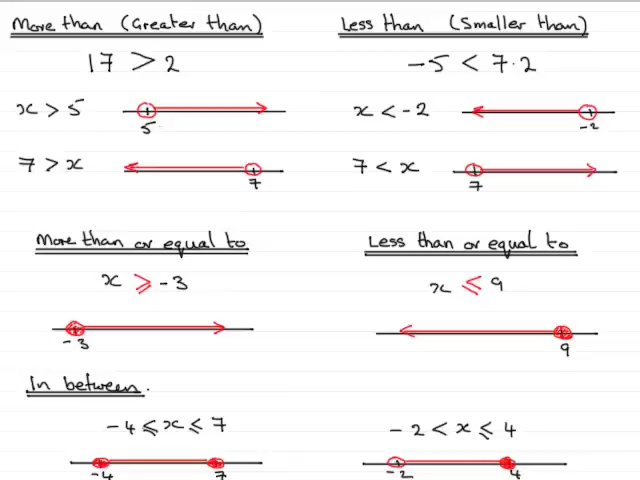 More than (Greater than)
17 > 2
x > 5
5
7 > x
7
Less than (Smaller than)
-5 < 7.2
x < -2
-2
7 < x
7
More than or equal to
x ⩾ -3
-3
Less than or equal to
x ⩽ 9
9
In between.
-4 ⩽ x ⩽ 7
-4 7
-2 < x ⩽ 4
-2 4